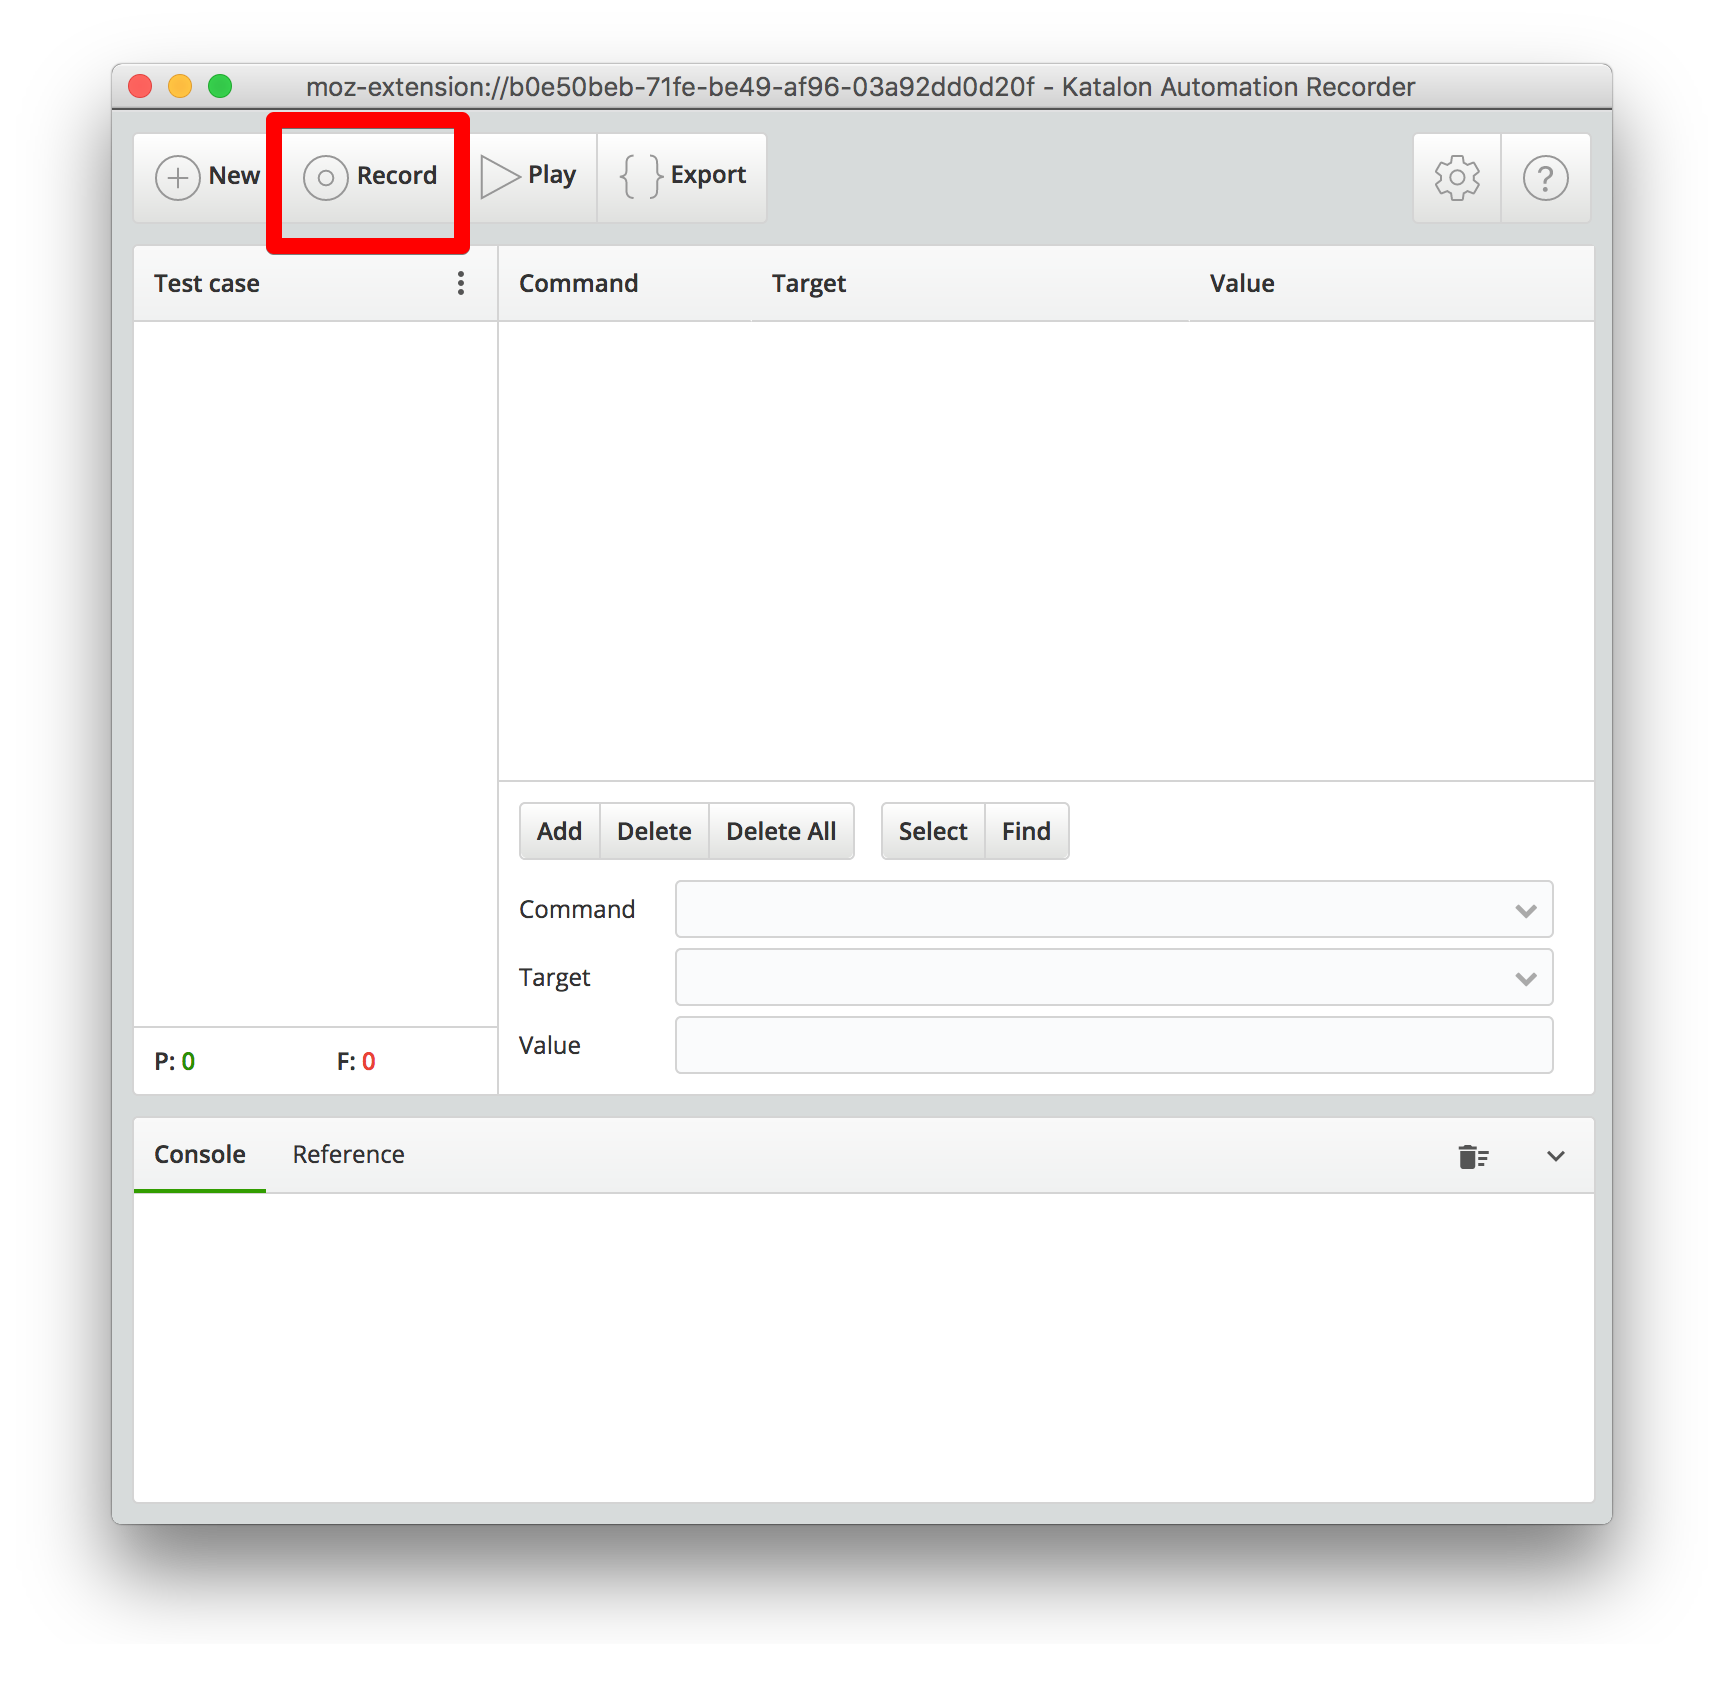 moz-extension://b0e50beb-71fe-be49-af96-03a92dd0d20f - Katalon Automation Recorder
New Record Play { } Export ?
Test case Command Target Value
Add Delete Delete All Select Find
Command
Target
Value
P: 0 F: 0
Console Reference